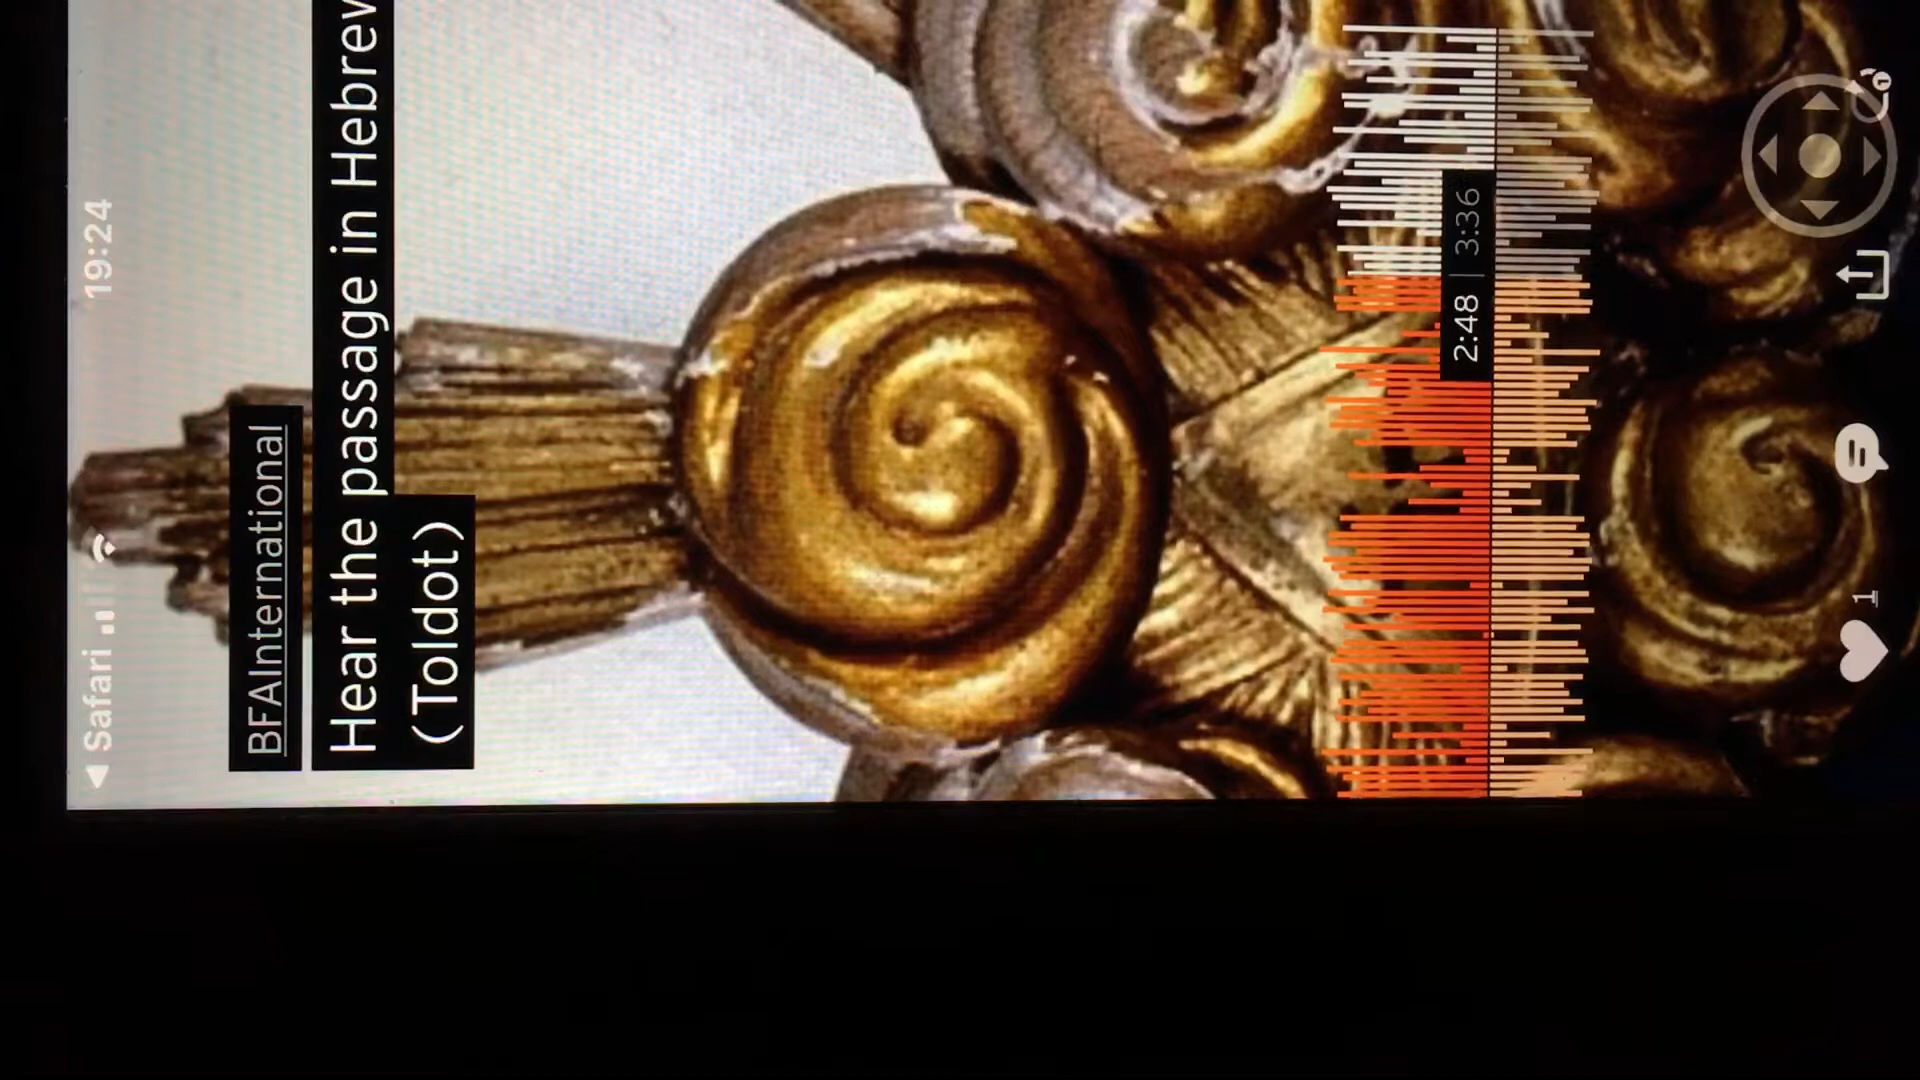 Safari
19:24
BFAInternational
Hear the passage in Hebrew
(Toldot)
2:48 | 3:36
1